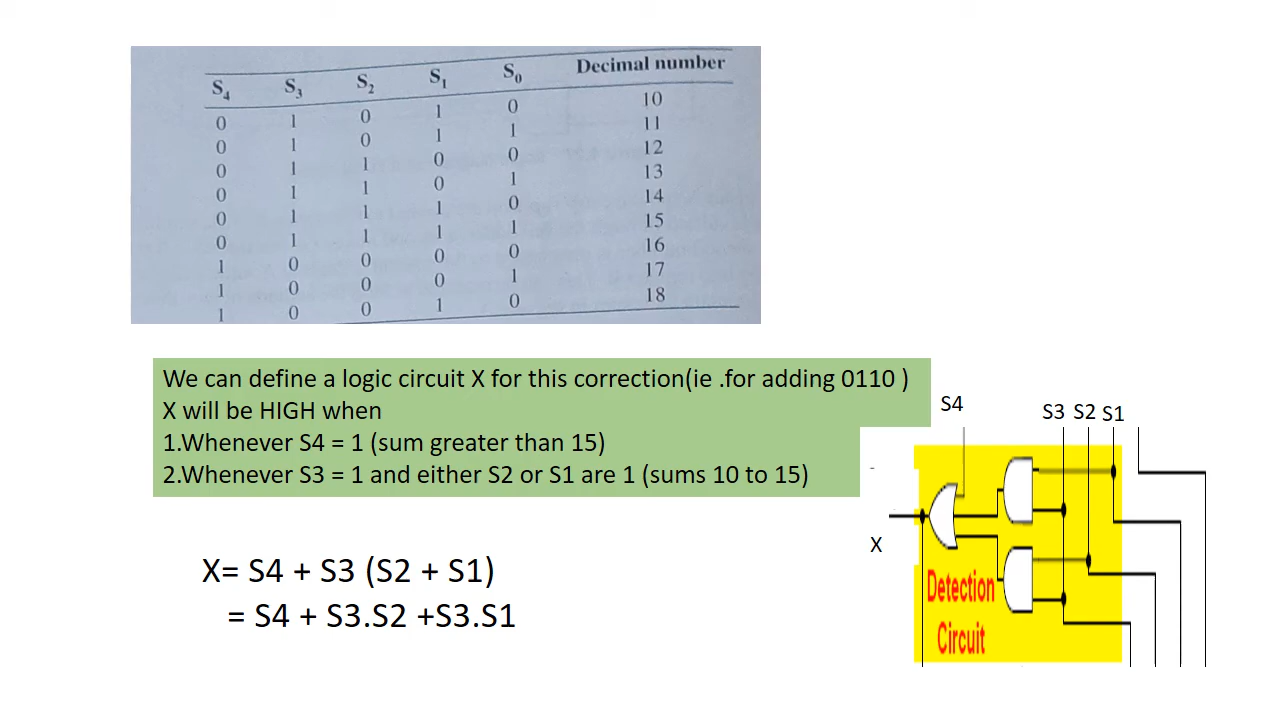 S4 S3 S2 S1 S0 Decimal number
0 1 0 1 0 10
0 1 0 1 1 11
0 1 1 0 0 12
0 1 1 0 1 13
0 1 1 1 0 14
0 1 1 1 1 15
1 0 0 0 0 16
1 0 0 0 1 17
1 0 0 1 0 18
We can define a logic circuit X for this correction(ie .for adding 0110 )
X will be HIGH when
1.Whenever S4 = 1 (sum greater than 15)
2.Whenever S3 = 1 and either S2 or S1 are 1 (sums 10 to 15)
X= S4 + S3 (S2 + S1)
= S4 + S3.S2 +S3.S1
S4 S3 S2 S1
X
Detection
Circuit